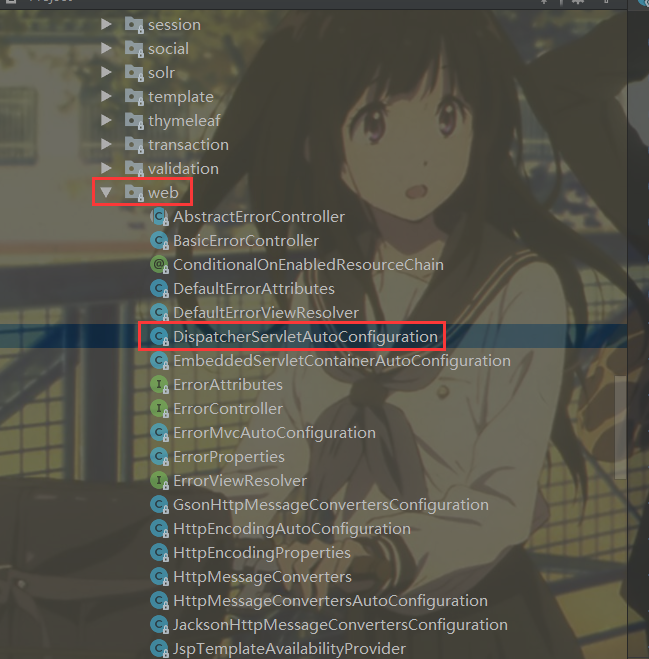 session
social
solr
template
thymeleaf
transaction
validation
web
AbstractErrorController
BasicErrorController
ConditionalOnEnabledResourceChain
DefaultErrorAttributes
DefaultErrorViewResolver
DispatcherServletAutoConfiguration
EmbeddedServletContainerAutoConfiguration
ErrorAttributes
ErrorController
ErrorMvcAutoConfiguration
ErrorProperties
ErrorViewResolver
GsonHttpMessageConvertersConfiguration
HttpEncodingAutoConfiguration
HttpEncodingProperties
HttpMessageConverters
HttpMessageConvertersAutoConfiguration
JacksonHttpMessageConvertersConfiguration
JspTemplateAvailabilityProvider